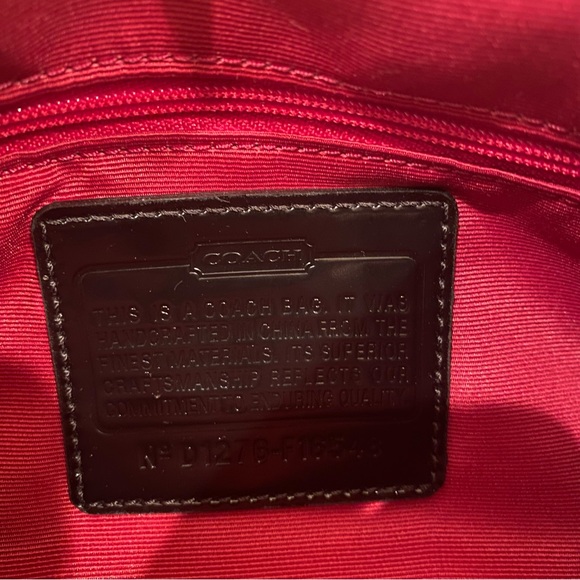 COACH
THIS IS A COACH BAG. IT WAS
HANDCRAFTED IN CHINA FROM THE
FINEST MATERIALS. ITS SUPERIOR
CRAFTSMANSHIP REFLECTS OUR
COMMITMENT TO ENDURING QUALITY.
Nº